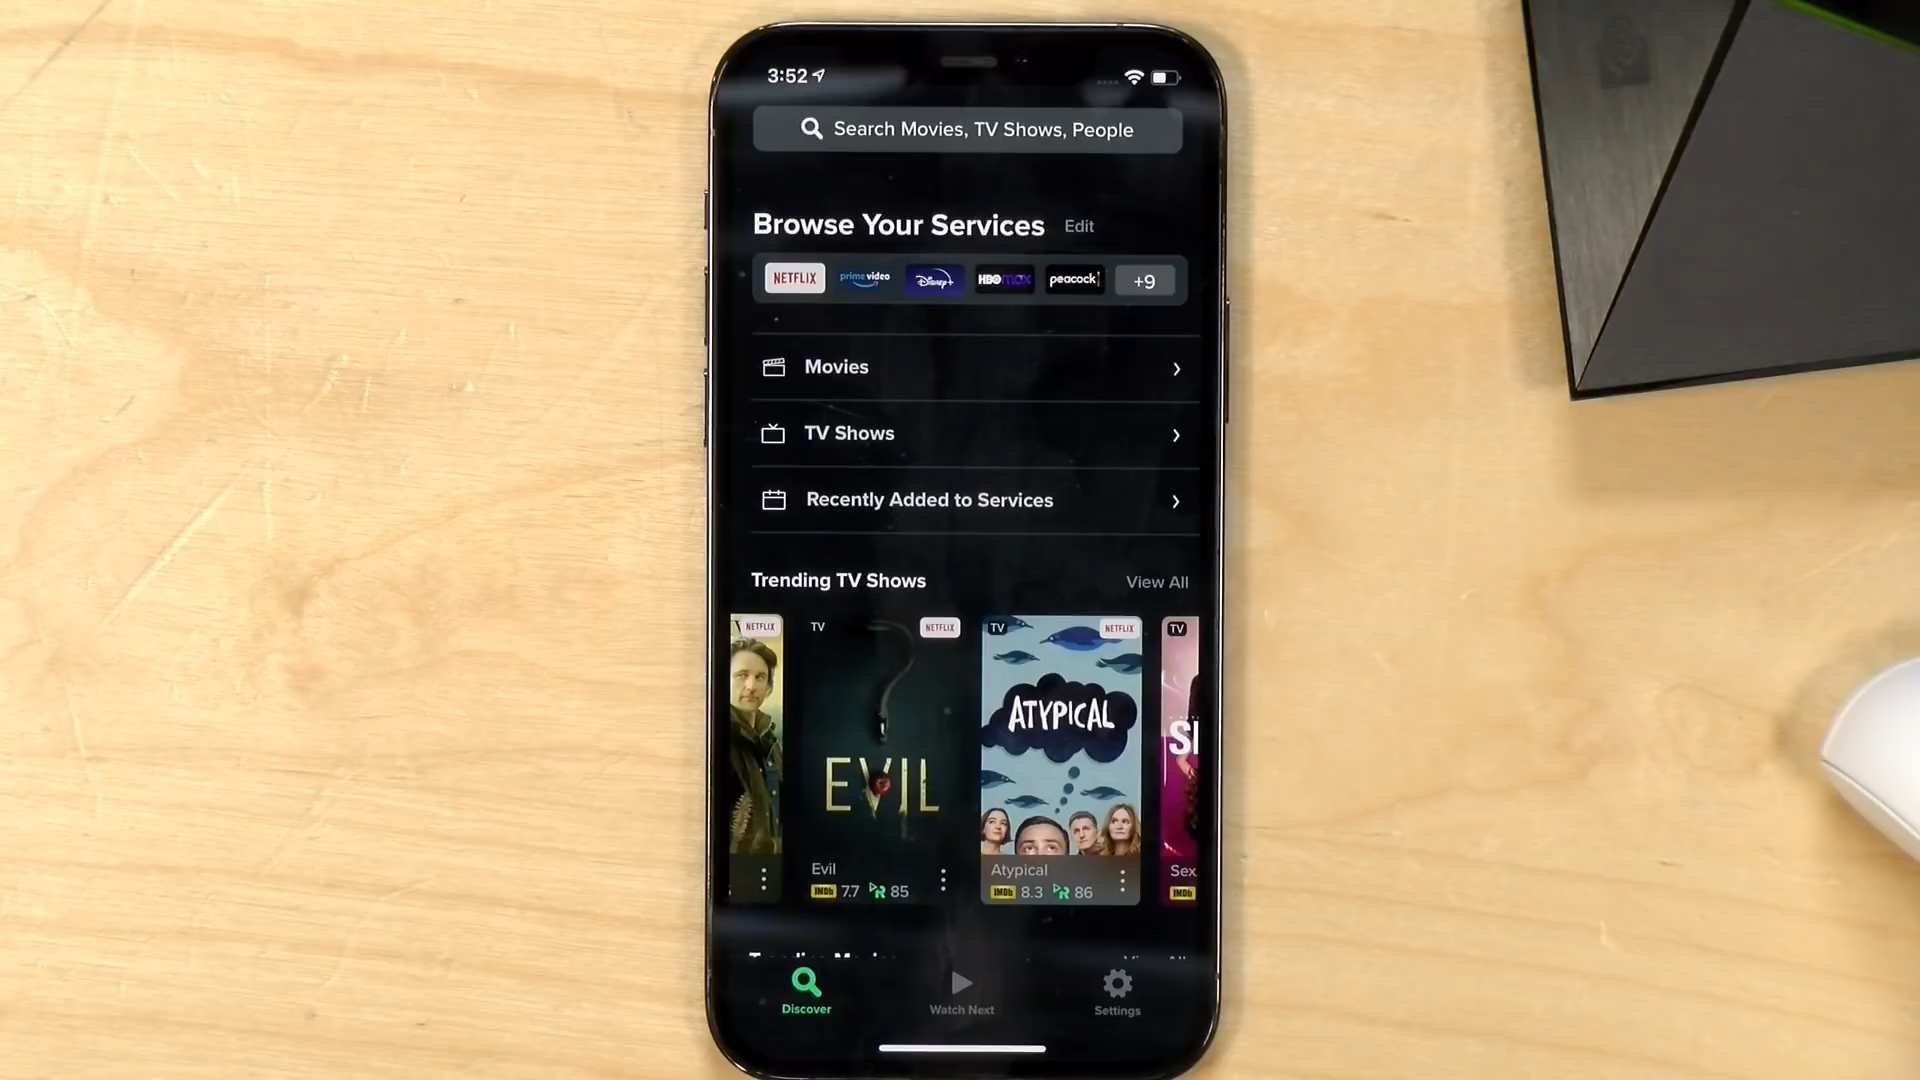 3:52
Search Movies, TV Shows, People
Browse Your Services Edit
NETFLIX prime video Disney+ HBOmax peacock +9
Movies
TV Shows
Recently Added to Services
Trending TV Shows View All
NETFLIX TV NETFLIX TV NETFLIX TV
ATYPICAL
EVIL
Evil Atypical Sex
IMDb 7.7 R 85 IMDb 8.3 R 86 IMDb
Discover Watch Next Settings